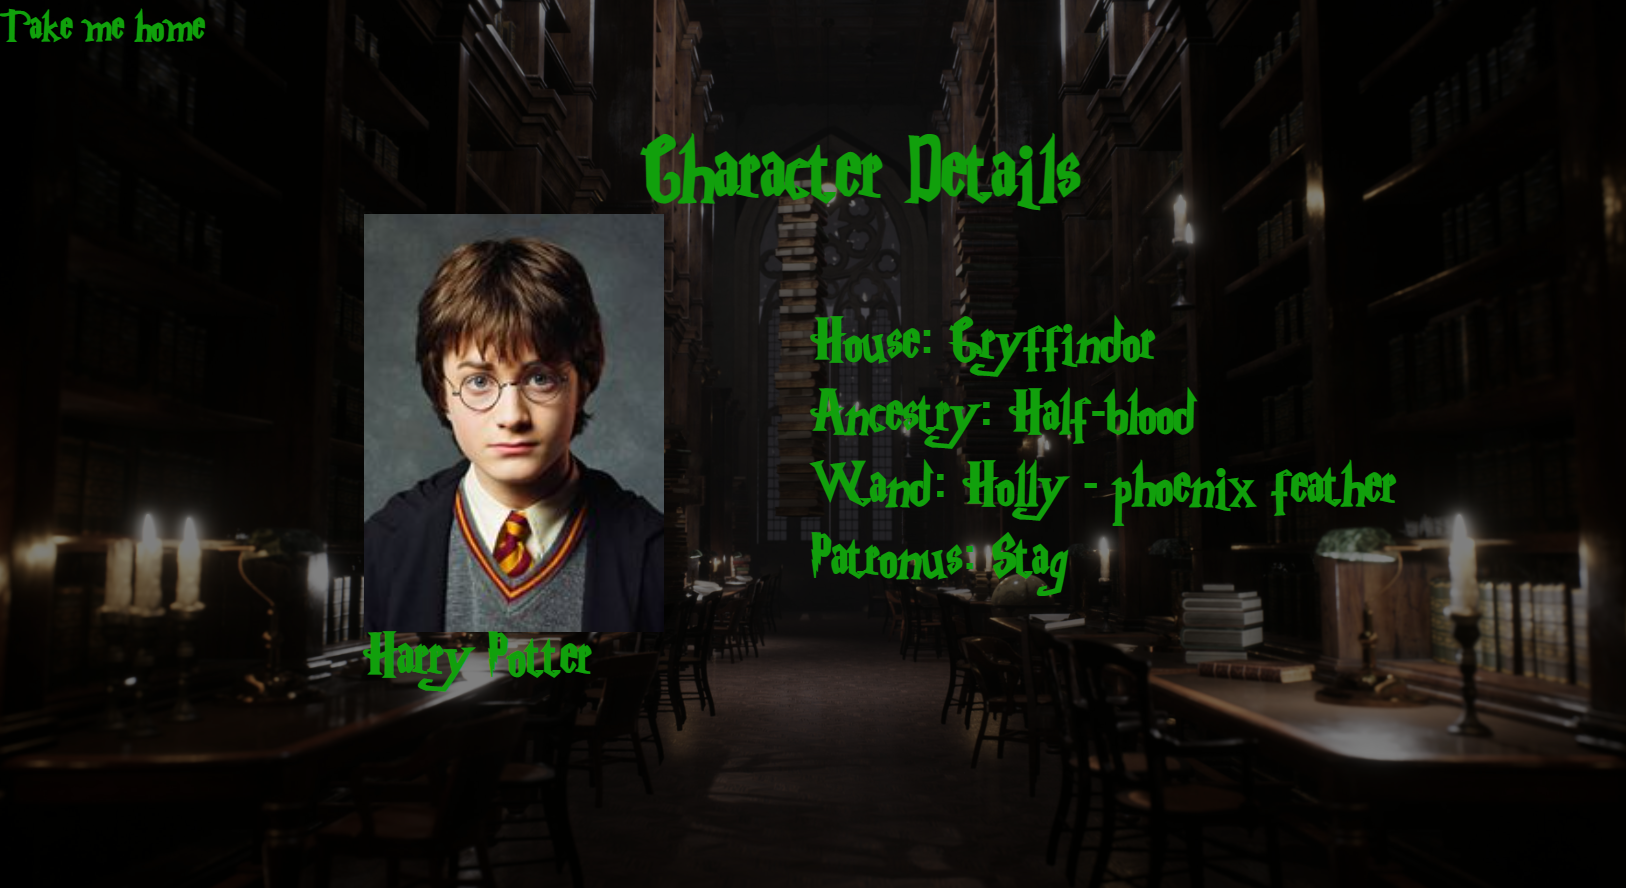 Take me home
Character Details
House: Gryffindor
Ancestry: Half-blood
Wand: Holly - phoenix feather
Patronus: Stag
Harry Potter